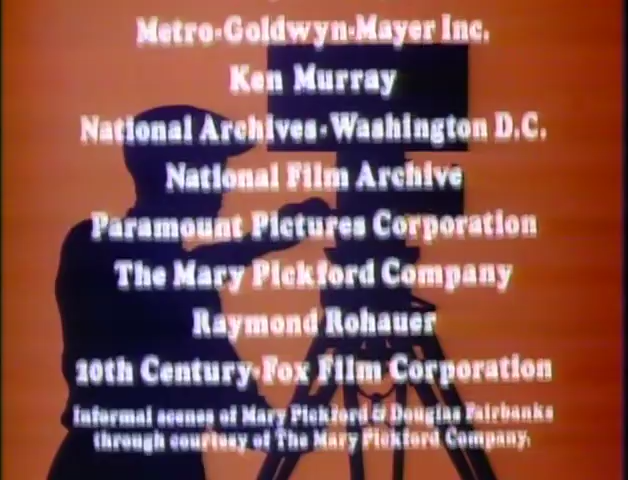 Metro-Goldwyn-Mayer Inc.
Ken Murray
National Archives-Washington D.C.
National Film Archive
Paramount Pictures Corporation
The Mary Pickford Company
Raymond Rohauer
20th Century-Fox Film Corporation
Informal scenes of Mary Pickford & Douglas Fairbanks
through courtesy of The Mary Pickford Company.